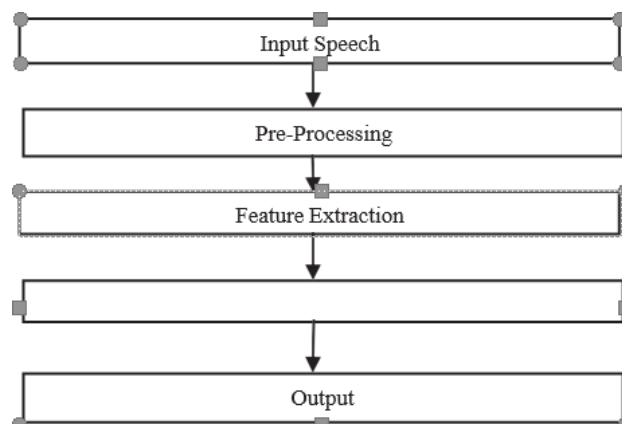 Input Speech
Pre-Processing
Feature Extraction
Output